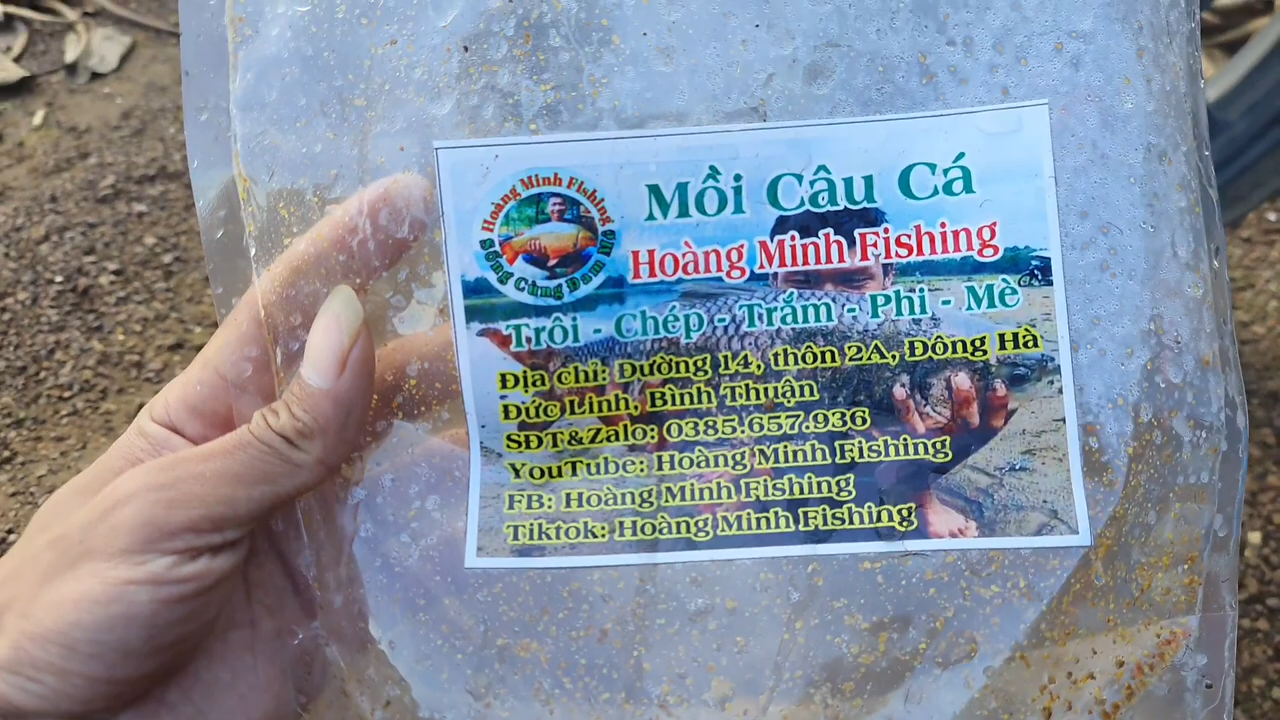 Hoàng Minh Fishing
Sống Cùng Đam Mê
Mồi Câu Cá
Hoàng Minh Fishing
Trôi - Chép - Trắm - Phi - Mè
Địa chỉ: Đường 14, thôn 2A, Đông Hà
Đức Linh, Bình Thuận
SĐT&Zalo: 0385.657.936
YouTube: Hoàng Minh Fishing
FB: Hoàng Minh Fishing
Tiktok: Hoàng Minh Fishing